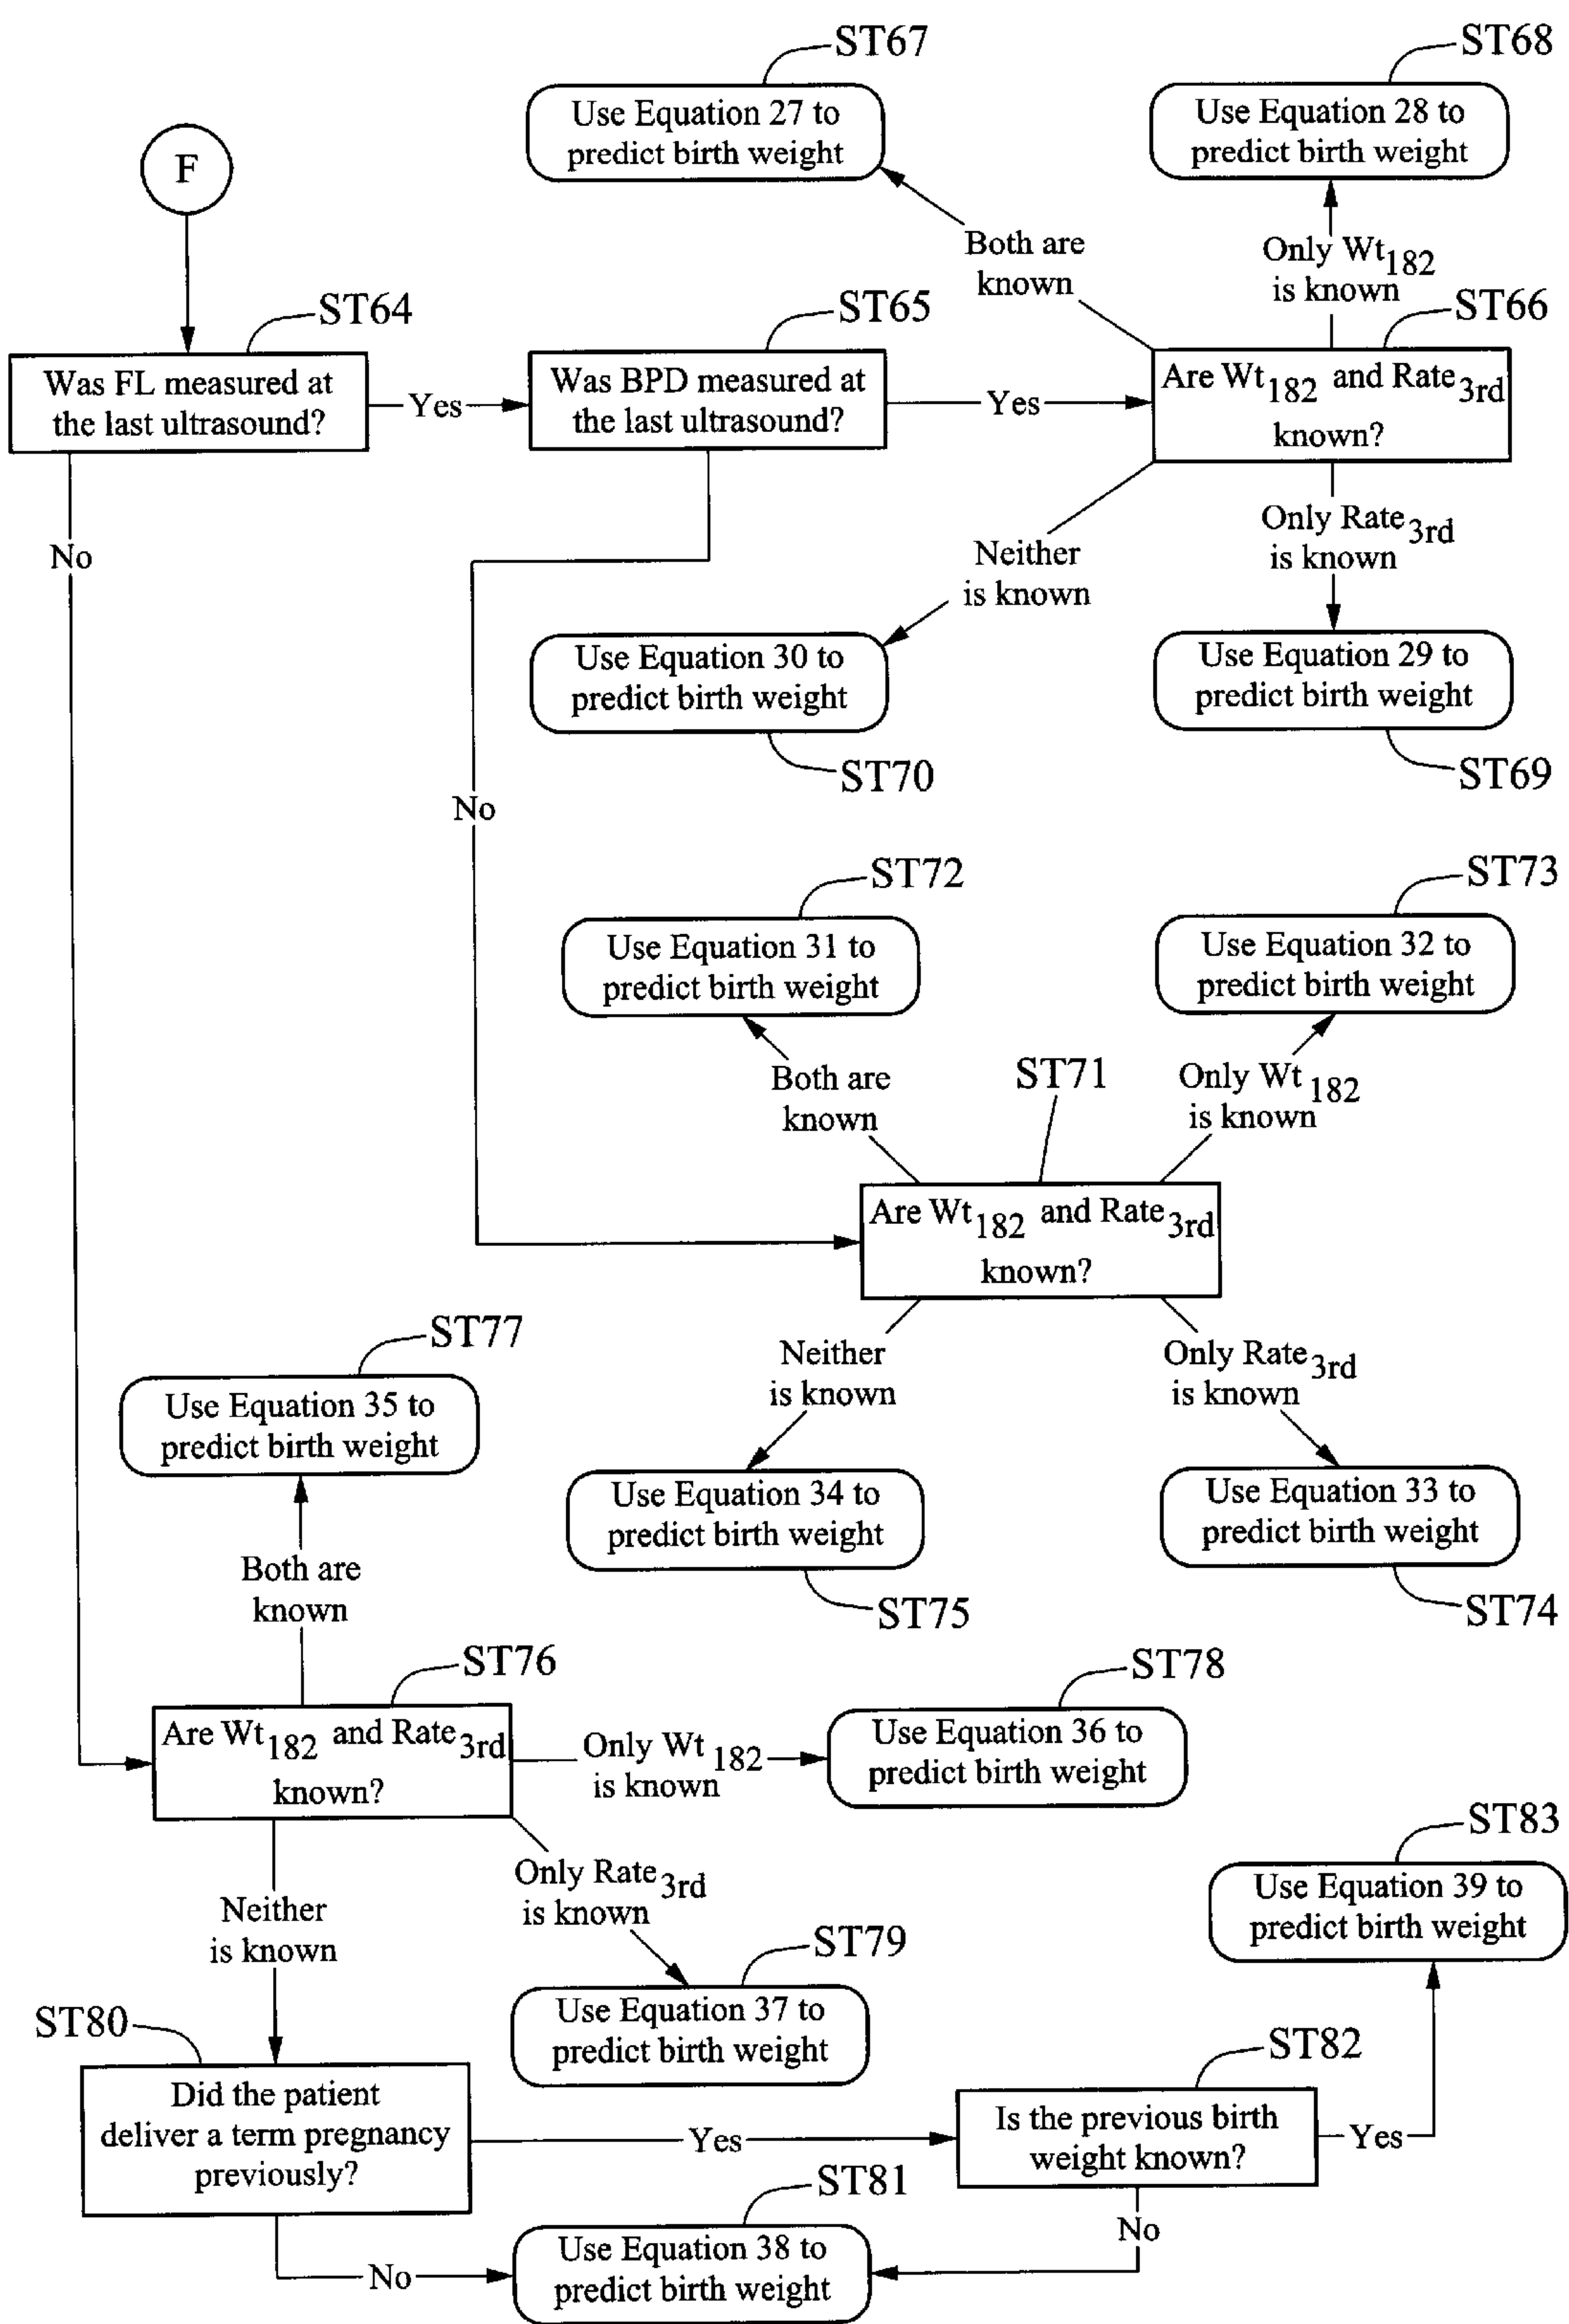 ST67
ST68
Use Equation 27 to
predict birth weight
Use Equation 28 to
predict birth weight
F
Both are
known
Only Wt182
is known
ST64
ST65
ST66
Was FL measured at
the last ultrasound?
Yes
Was BPD measured at
the last ultrasound?
Yes
Are Wt182 and Rate3rd
known?
No
Neither
is known
Only Rate3rd
is known
Use Equation 30 to
predict birth weight
Use Equation 29 to
predict birth weight
ST70
ST69
No
ST72
ST73
Use Equation 31 to
predict birth weight
Use Equation 32 to
predict birth weight
Both are
known
ST71
Only Wt182
is known
Are Wt182 and Rate3rd
known?
ST77
Neither
is known
Only Rate3rd
is known
Use Equation 35 to
predict birth weight
Use Equation 34 to
predict birth weight
Use Equation 33 to
predict birth weight
Both are
known
ST75
ST74
ST76
ST78
Are Wt182 and Rate3rd
known?
Only Wt182
is known
Use Equation 36 to
predict birth weight
ST83
Neither
is known
Only Rate3rd
is known
Use Equation 39 to
predict birth weight
ST79
ST80
Use Equation 37 to
predict birth weight
ST82
Did the patient
deliver a term pregnancy
previously?
Yes
Is the previous birth
weight known?
Yes
ST81
No
No
Use Equation 38 to
predict birth weight